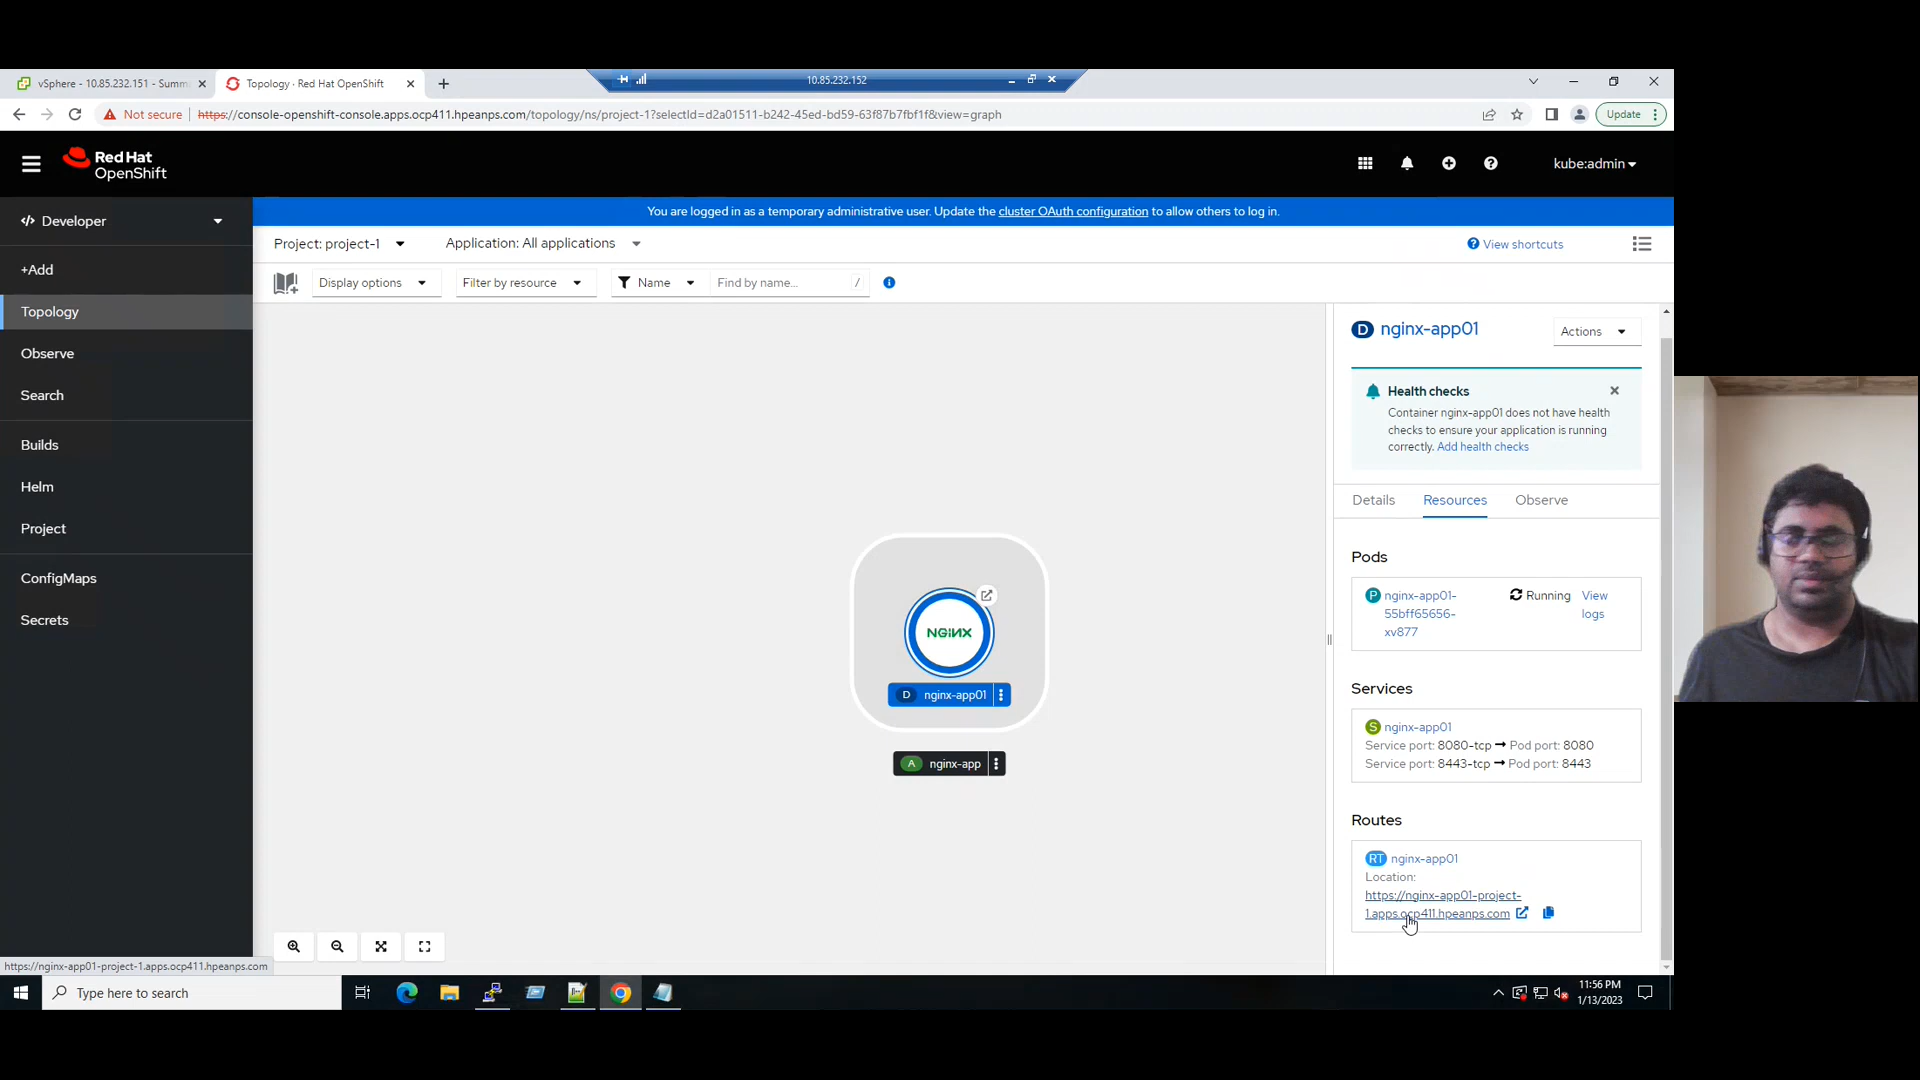 vSphere - 10.85.232.151 - Summ
Topology · Red Hat OpenShift
10.85.232.152
Not secure
https://console-openshift-console.apps.ocp411.hpeanps.com/topology/ns/project-1?selectId=d2a01511-b242-45ed-bd59-63f87b7fbf1f&view=graph
Update
Red Hat
OpenShift
kube:admin
Developer
You are logged in as a temporary administrative user. Update the cluster OAuth configuration to allow others to log in.
Project: project-1
Application: All applications
View shortcuts
+Add
Display options
Filter by resource
Name
Find by name...
/
Topology
Observe
Search
Builds
Helm
Project
ConfigMaps
Secrets
NGINX
D nginx-app01
A nginx-app
D nginx-app01
Actions
Health checks
Container nginx-app01 does not have health
checks to ensure your application is running
correctly. Add health checks
Details
Resources
Observe
Pods
P nginx-app01-
55bff65656-
xv877
Running
View
logs
Services
S nginx-app01
Service port: 8080-tcp → Pod port: 8080
Service port: 8443-tcp → Pod port: 8443
Routes
RT nginx-app01
Location:
https://nginx-app01-project-
1.apps.ocp411.hpeanps.com
https://nginx-app01-project-1.apps.ocp411.hpeanps.com
Type here to search
11:56 PM
1/13/2023